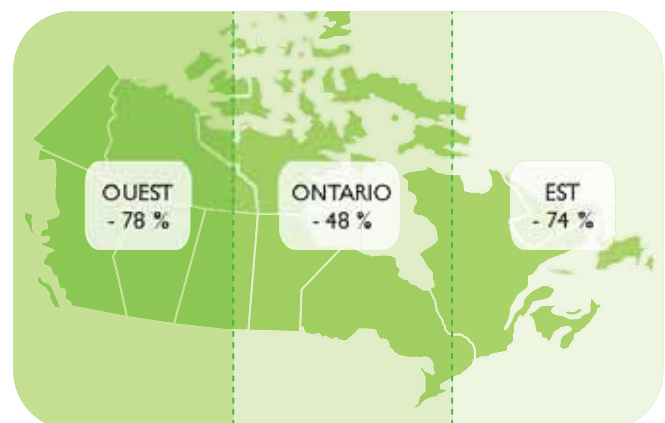 OUEST
- 78 %
ONTARIO
- 48 %
EST
- 74 %